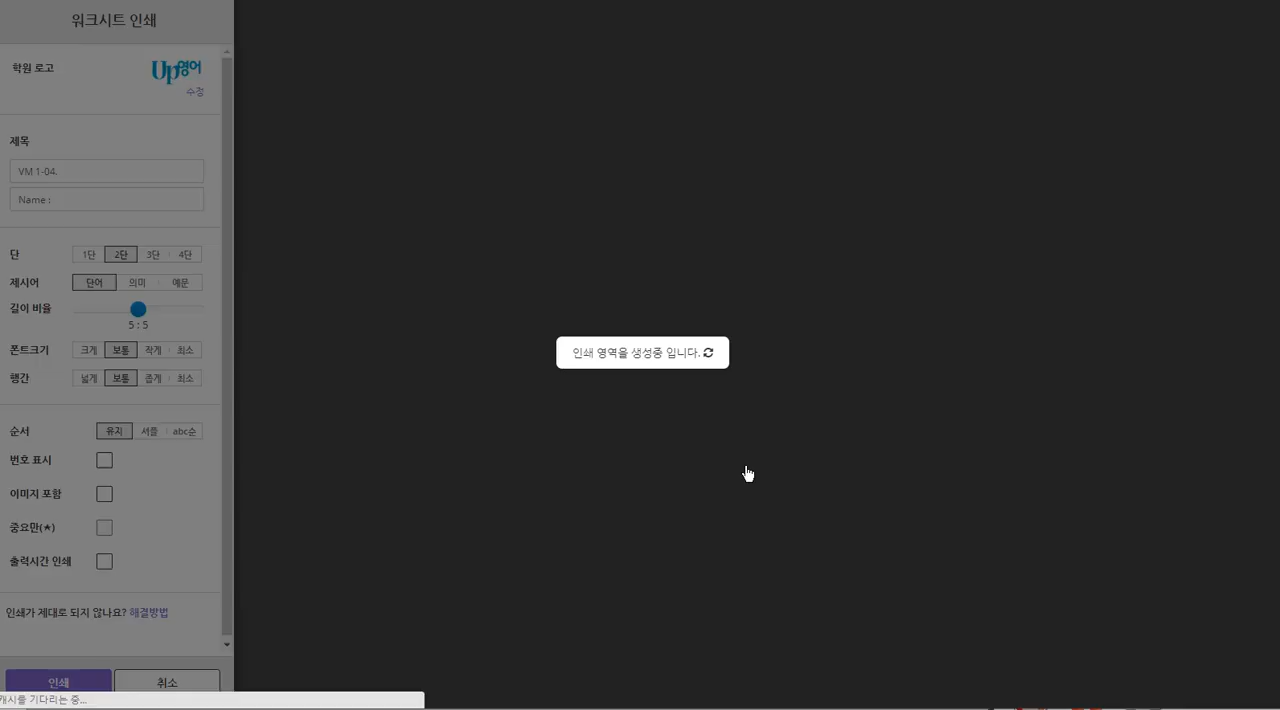 워크시트 인쇄
학원 로고
Up영어
수정
제목
VM 1-04.
Name :
단 1단 2단 3단 4단
제시어 단어 의미 예문
길이 비율
5 : 5
폰트크기 크게 보통 작게 최소
행간 넓게 보통 좁게 최소
순서 유지 셔플 abc순
번호 표시
이미지 포함
중요만(★)
출력시간 인쇄
인쇄가 제대로 되지 않나요? 해결방법
인쇄 취소
캐시를 기다리는 중...
인쇄 영역을 생성중 입니다.